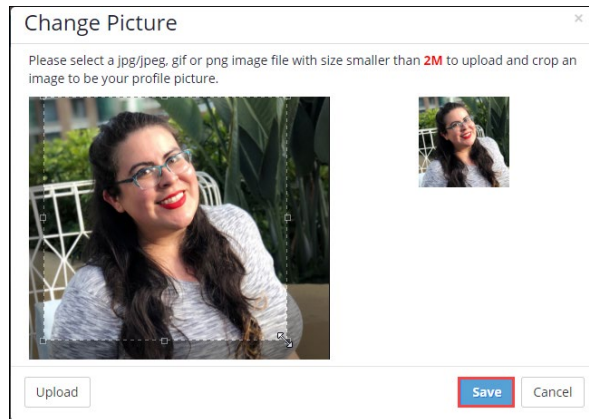 Change Picture
×
Please select a jpg/jpeg, gif or png image file with size smaller than 2M to upload and crop an
image to be your profile picture.
Upload
Save
Cancel